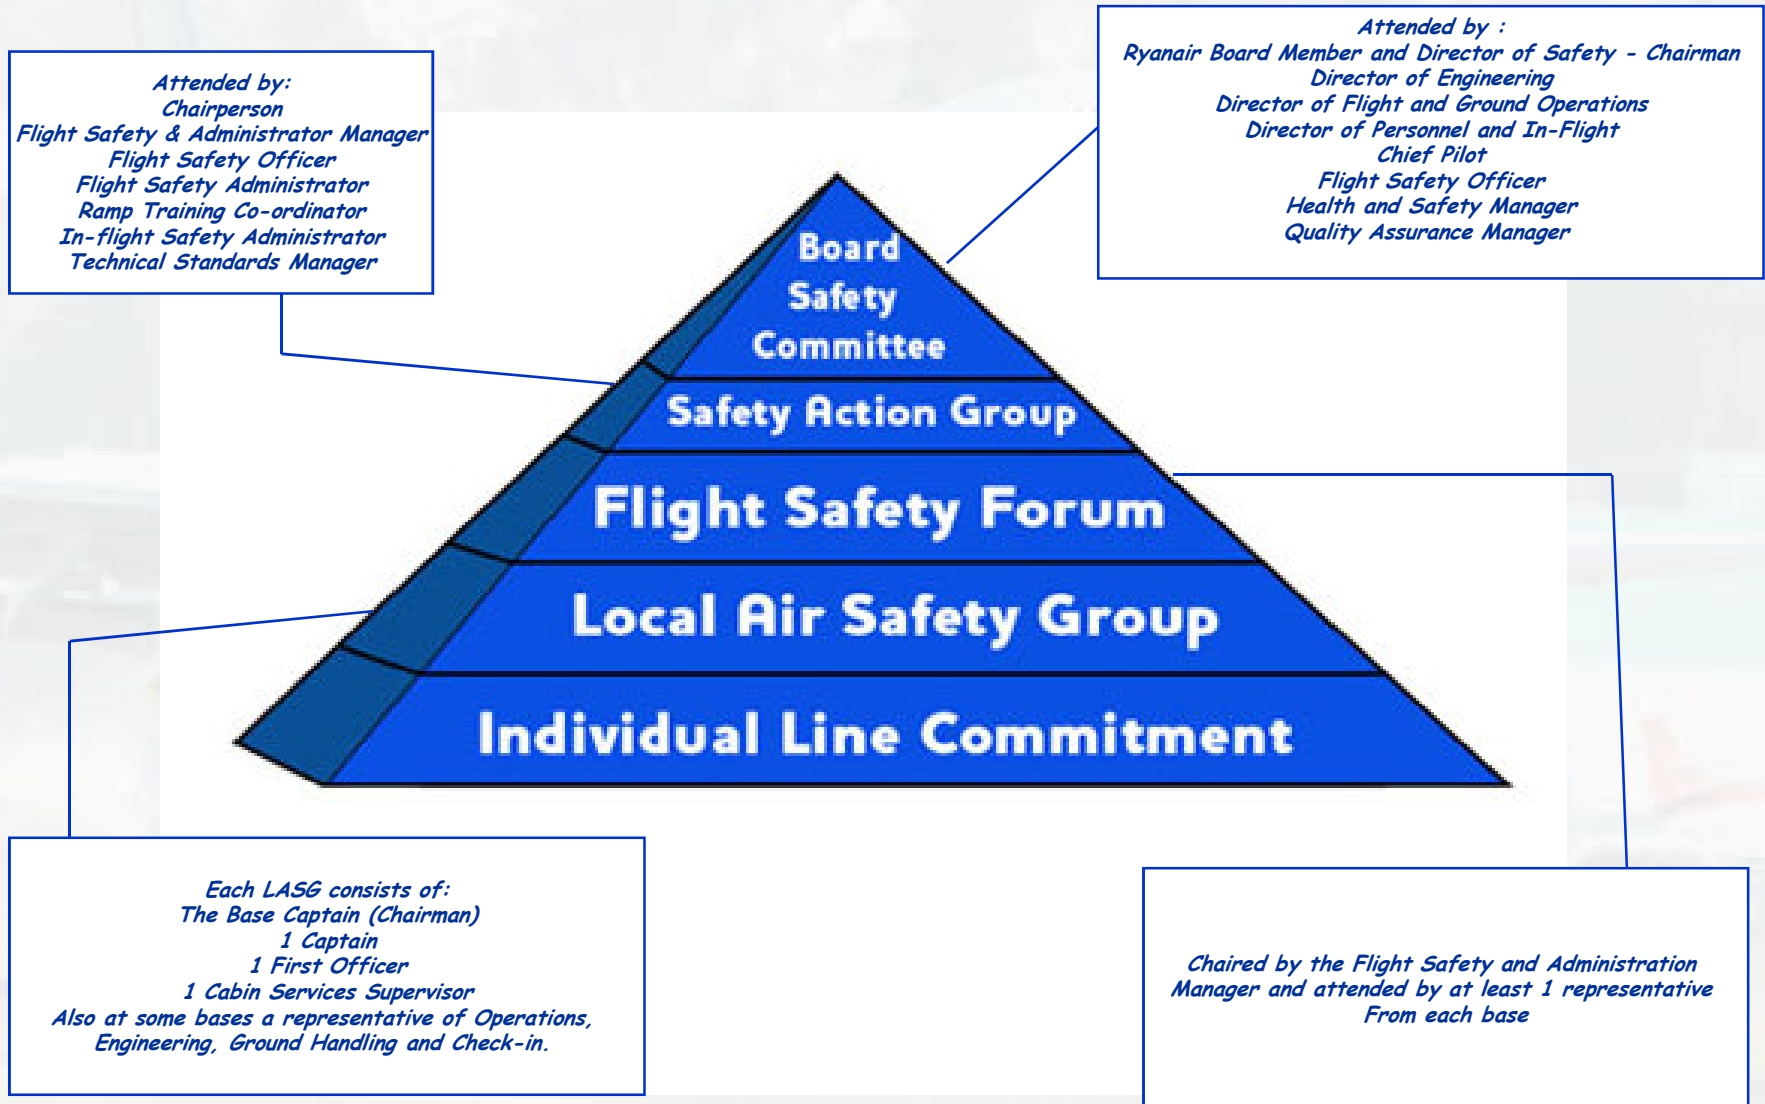 Attended by:
Chairperson
Flight Safety & Administrator Manager
Flight Safety Officer
Flight Safety Administrator
Ramp Training Co-ordinator
In-flight Safety Administrator
Technical Standards Manager
Attended by :
Ryanair Board Member and Director of Safety - Chairman
Director of Engineering
Director of Flight and Ground Operations
Director of Personnel and In-Flight
Chief Pilot
Flight Safety Officer
Health and Safety Manager
Quality Assurance Manager
Board
Safety
Committee
Safety Action Group
Flight Safety Forum
Local Air Safety Group
Individual Line Commitment
Each LASG consists of:
The Base Captain (Chairman)
1 Captain
1 First Officer
1 Cabin Services Supervisor
Also at some bases a representative of Operations,
Engineering, Ground Handling and Check-in.
Chaired by the Flight Safety and Administration
Manager and attended by at least 1 representative
From each base